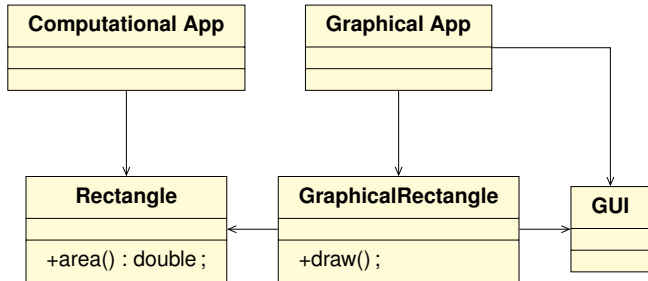 Computational App
Graphical App
Rectangle
+area() : double ;
GraphicalRectangle
+draw() ;
GUI